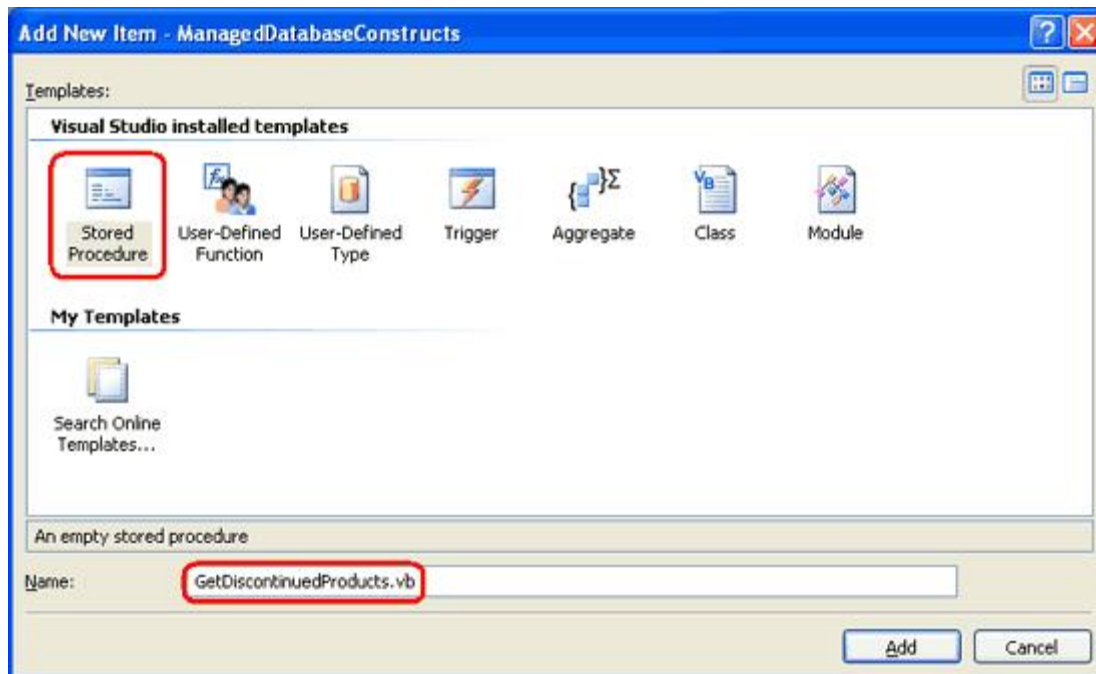 Add New Item - ManagedDatabaseConstructs
Templates:
Visual Studio installed templates
Stored Procedure
User-Defined Function
User-Defined Type
Trigger
Aggregate
Class
Module
My Templates
Search Online Templates...
An empty stored procedure
Name:
GetDiscontinuedProducts.vb
Add
Cancel